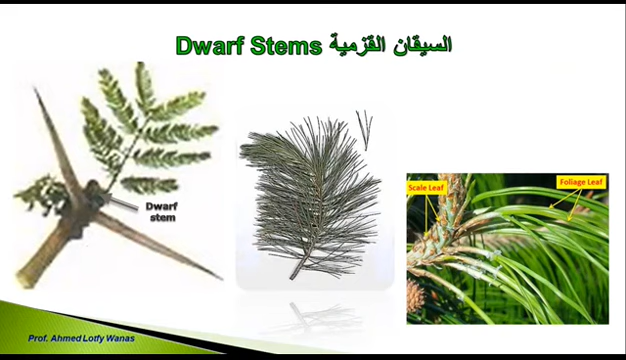 Dwarf Stems السيقان القزمية
Dwarf
stem
Scale Leaf
Foliage Leaf
Prof. Ahmed Lotfy Wanas